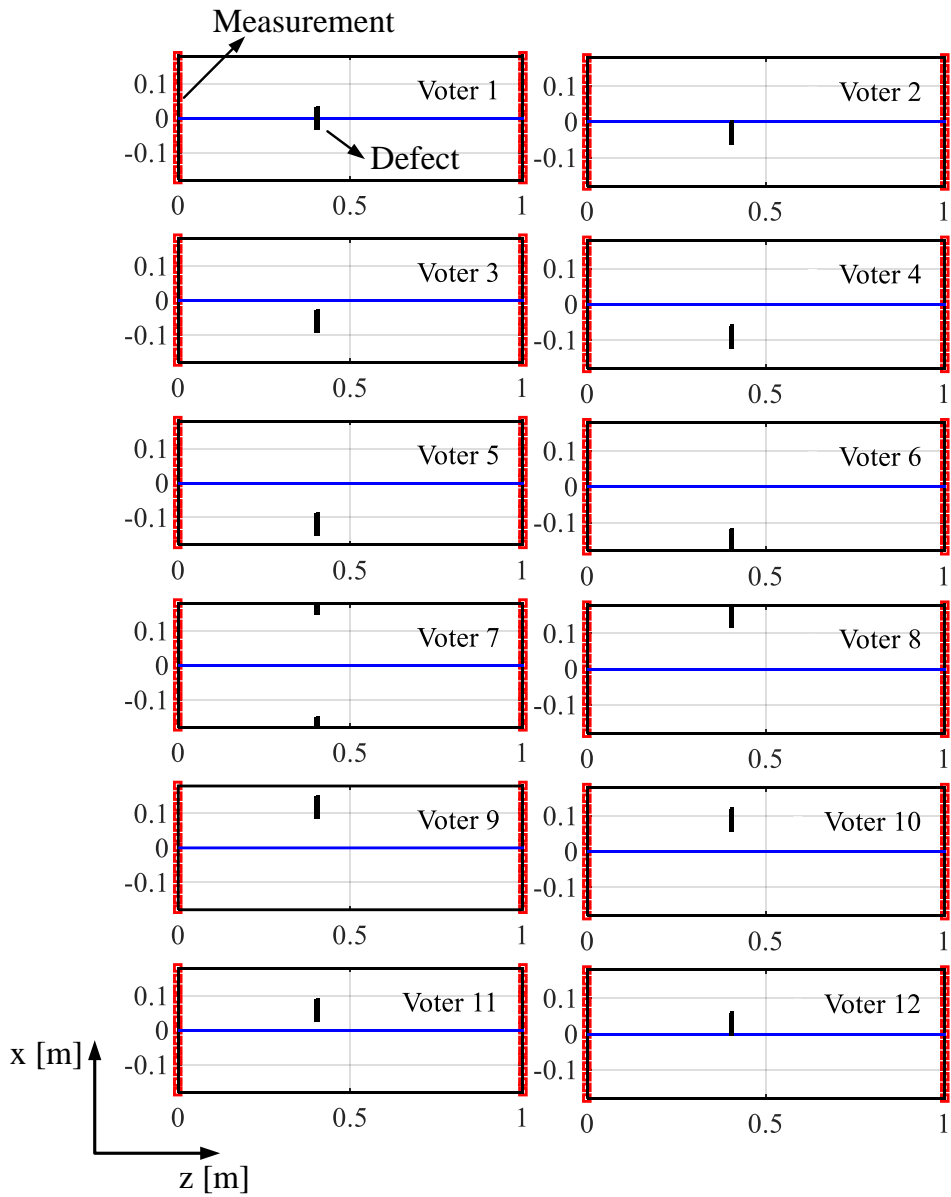 Measurement
0.1
0
-0.1
Voter 1
Defect
0 0.5 1
0.1
0
-0.1
Voter 2
0 0.5 1
0.1
0
-0.1
Voter 3
0 0.5 1
0.1
0
-0.1
Voter 4
0 0.5 1
0.1
0
-0.1
Voter 5
0 0.5 1
0.1
0
-0.1
Voter 6
0 0.5 1
0.1
0
-0.1
Voter 7
0 0.5 1
0.1
0
-0.1
Voter 8
0 0.5 1
0.1
0
-0.1
Voter 9
0 0.5 1
0.1
0
-0.1
Voter 10
0 0.5 1
0.1
0
-0.1
Voter 11
0 0.5 1
0.1
0
-0.1
Voter 12
0 0.5 1
x [m]
z [m]